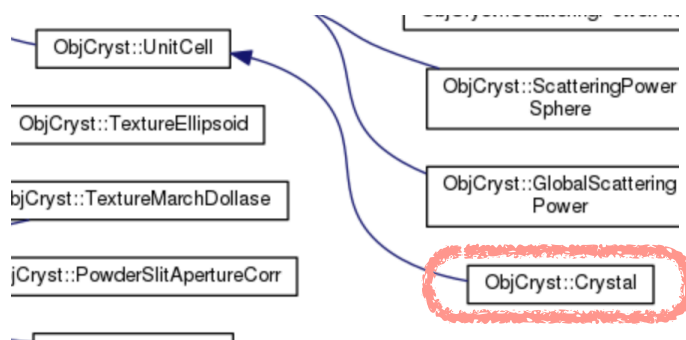 ObjCryst::UnitCell
ObjCryst::ScatteringPower
Sphere
ObjCryst::TextureEllipsoid
ObjCryst::GlobalScattering
Power
bjCryst::TextureMarchDollase
jCryst::PowderSlitApertureCorr
ObjCryst::Crystal